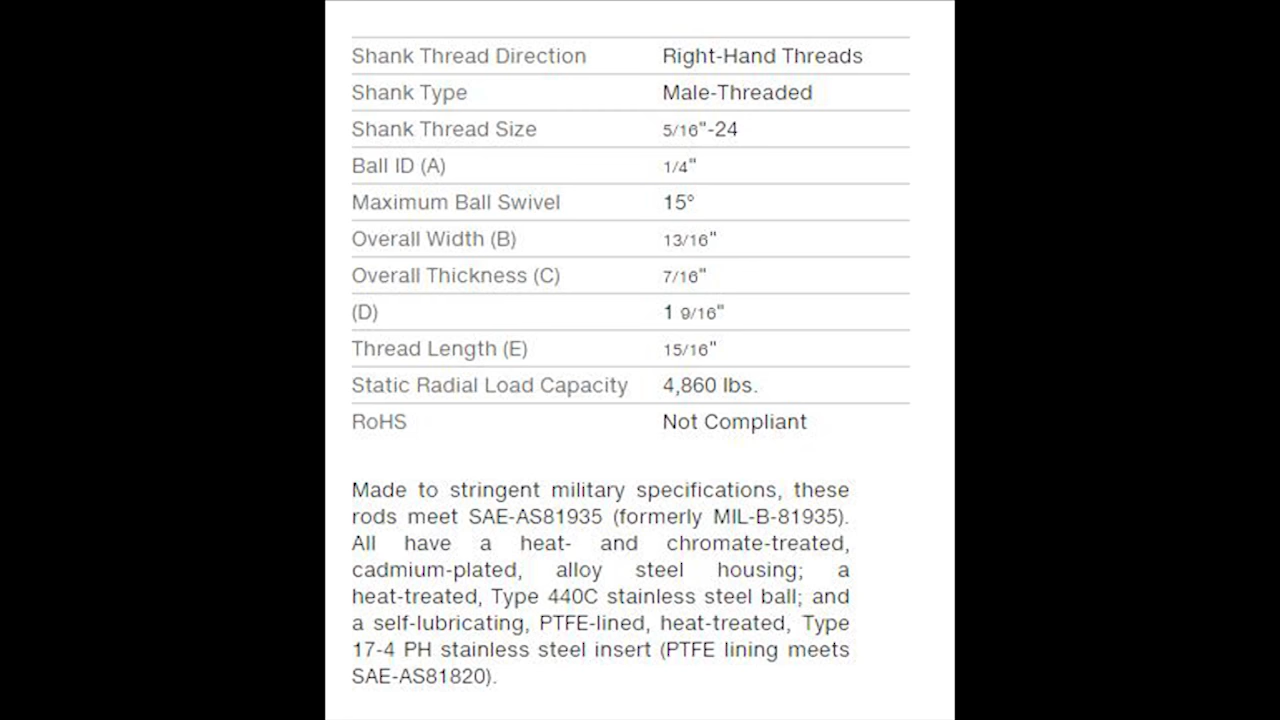 Shank Thread Direction Right-Hand Threads
Shank Type Male-Threaded
Shank Thread Size 5/16"-24
Ball ID (A) 1/4"
Maximum Ball Swivel 15°
Overall Width (B) 13/16"
Overall Thickness (C) 7/16"
(D) 1 9/16"
Thread Length (E) 15/16"
Static Radial Load Capacity 4,860 lbs.
RoHS Not Compliant
Made to stringent military specifications, these
rods meet SAE-AS81935 (formerly MIL-B-81935).
All have a heat- and chromate-treated,
cadmium-plated, alloy steel housing; a
heat-treated, Type 440C stainless steel ball; and
a self-lubricating, PTFE-lined, heat-treated, Type
17-4 PH stainless steel insert (PTFE lining meets
SAE-AS81820).